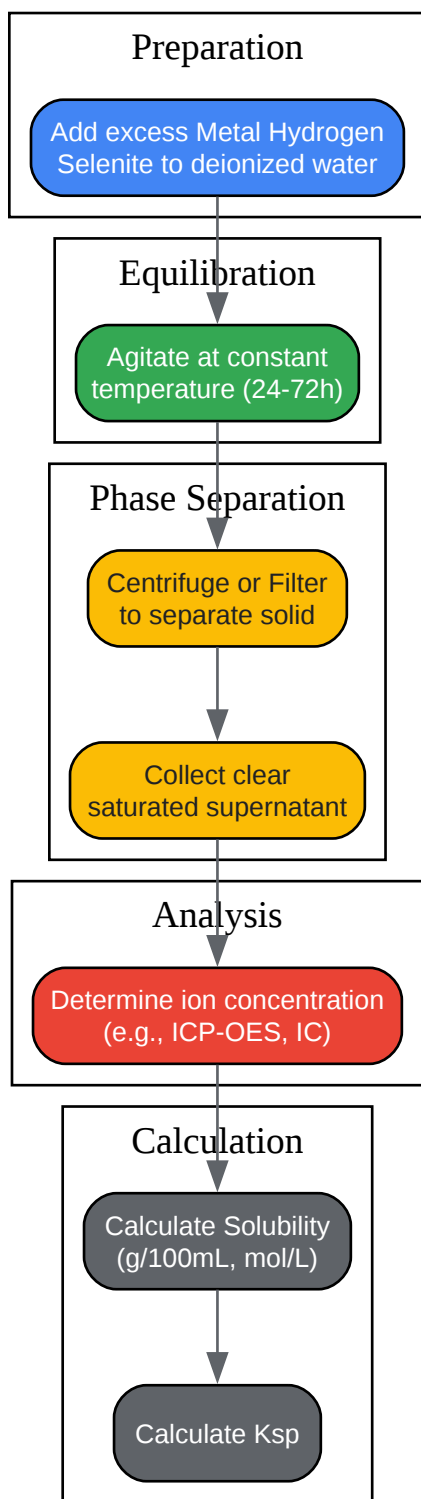 Preparation
Add excess Metal Hydrogen
Selenite to deionized water
Equilibration
Agitate at constant
temperature (24-72h)
Phase Separation
Centrifuge or Filter
to separate solid
Collect clear
saturated supernatant
Analysis
Determine ion concentration
(e.g., ICP-OES, IC)
Calculation
Calculate Solubility
(g/100mL, mol/L)
Calculate Ksp